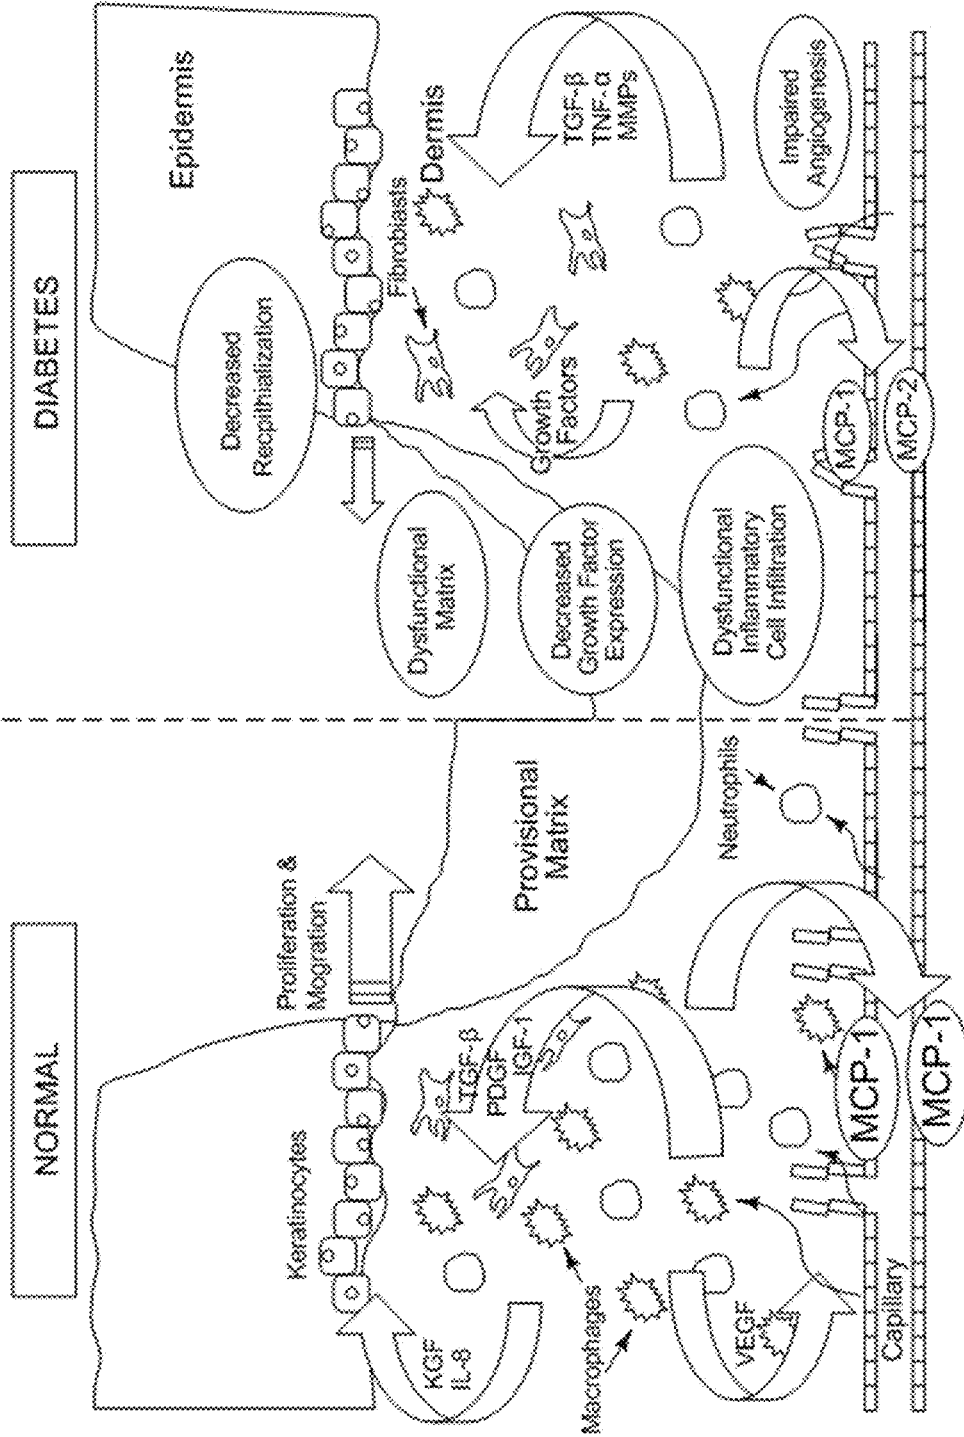 NORMAL
DIABETES
Keratinocytes
Proliferation &
Mogration
Decreased
Recpithialization
Epidermis
KGF
IL-8
TGF-β
PDGF
IGF-1
Provisional
Matrix
Dysfunctional
Matrix
Fibroblasts
Dermis
Macrophages
Decreased
Growth Factor
Expression
Growth
Factors
TGF-β
TNF-α
MMPs
VEGF
Neutrophils
Dysfunctional
Inflammatory
Cell Infiltration
Impaired
Angiogenesis
Capillary
MCP-1
MCP-1
MCP-1
MCP-2